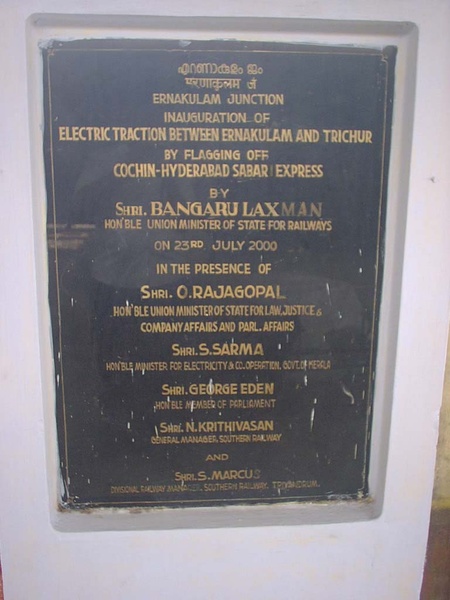 എറണാകുളം ജം
एरणाकुलम जं
ERNAKULAM JUNCTION
INAUGURATION OF
ELECTRIC TRACTION BETWEEN ERNAKULAM AND TRICHUR
BY FLAGGING OFF
COCHIN-HYDERABAD SABARI EXPRESS
BY
SHRI. BANGARU LAXMAN
HON'BLE UNION MINISTER OF STATE FOR RAILWAYS
ON 23RD JULY 2000
IN THE PRESENCE OF
SHRI. O.RAJAGOPAL
HON'BLE UNION MINISTER OF STATE FOR LAW, JUSTICE &
COMPANY AFFAIRS AND PARL. AFFAIRS
SHRI. S.SARMA
HON'BLE MINISTER FOR ELECTRICITY & CO.OPERATION, GOVT. OF KERALA
SHRI. GEORGE EDEN
HON'BLE MEMBER OF PARLIAMENT
SHRI. N.KRITHIVASAN
GENERAL MANAGER, SOUTHERN RAILWAY
AND
SHRI. S. MARCUS
DIVISIONAL RAILWAY MANAGER, SOUTHERN RAILWAY, TRIVANDRUM.